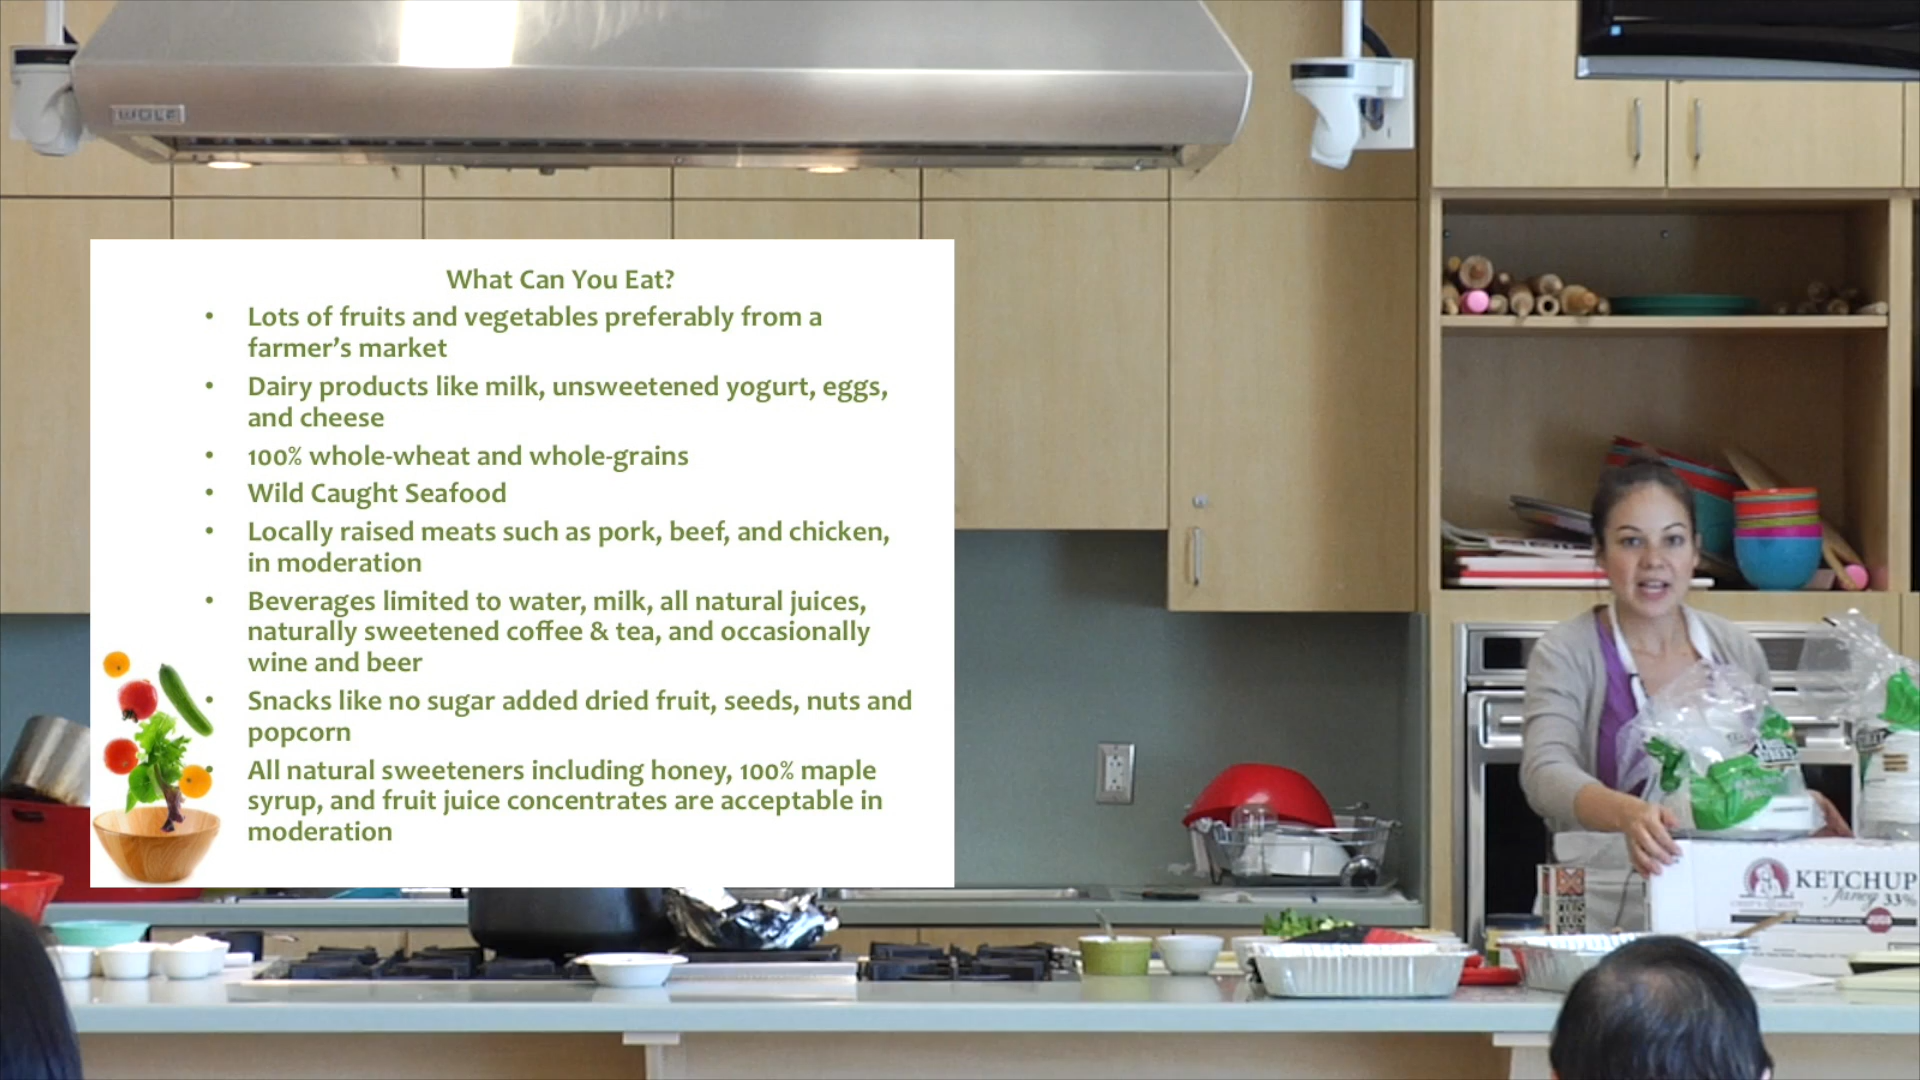 WOLF
What Can You Eat?
• Lots of fruits and vegetables preferably from a
farmer’s market
• Dairy products like milk, unsweetened yogurt, eggs,
and cheese
• 100% whole-wheat and whole-grains
• Wild Caught Seafood
• Locally raised meats such as pork, beef, and chicken,
in moderation
• Beverages limited to water, milk, all natural juices,
naturally sweetened coffee & tea, and occasionally
wine and beer
• Snacks like no sugar added dried fruit, seeds, nuts and
popcorn
• All natural sweeteners including honey, 100% maple
syrup, and fruit juice concentrates are acceptable in
moderation
KETCHUP
fancy 33%